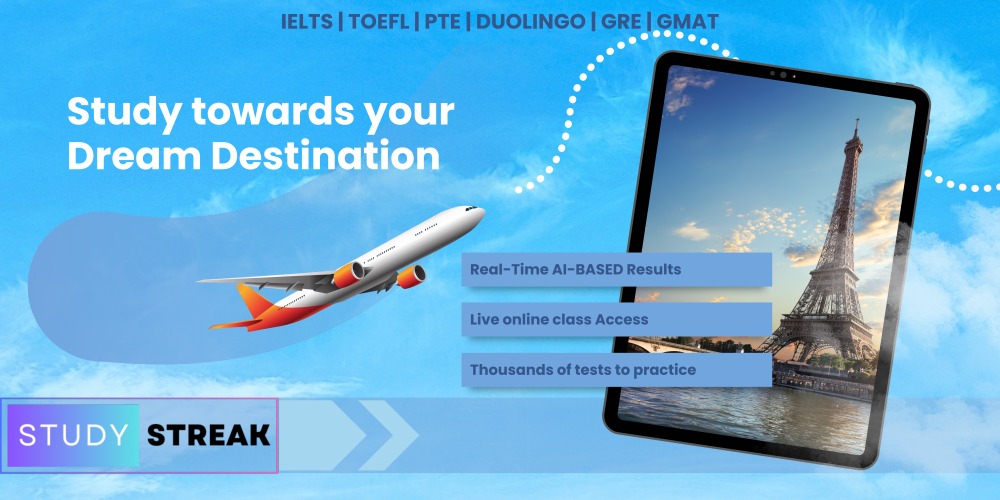 IELTS | TOEFL | PTE | DUOLINGO | GRE | GMAT
Study towards your
Dream Destination
Real-Time AI-BASED Results
Live online class Access
Thousands of tests to practice
STUDY STREAK